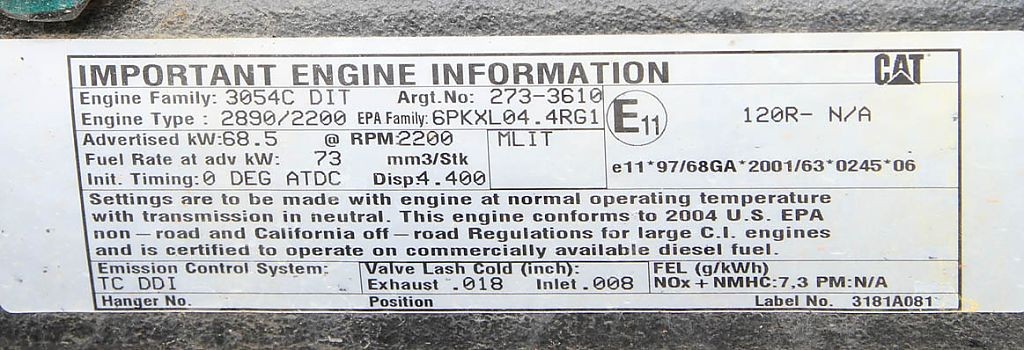 IMPORTANT ENGINE INFORMATION CAT
Engine Family: 3054C DIT Argt.No: 273-3610
Engine Type : 2890/2200 EPA Family: 6PKXL04.4RG1
E11 120R- N/A
Advertised kW:68.5 @ RPM:2200 MLIT
Fuel Rate at adv kW: 73 mm3/Stk
e11*97/68GA*2001/63*0245*06
Init. Timing:0 DEG ATDC Disp:4.400
Settings are to be made with engine at normal operating temperature
with transmission in neutral. This engine conforms to 2004 U.S. EPA
non — road and California off — road Regulations for large C.I. engines
and is certified to operate on commercially available diesel fuel.
Emission Control System: Valve Lash Cold (inch): FEL (g/kWh)
TC DDI Exhaust .018 Inlet .008 NOx + NMHC:7,3 PM:N/A
Hanger No. Position Label No. 3181A081